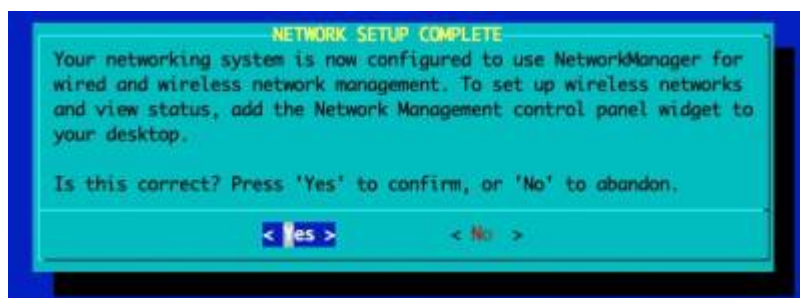 NETWORK SETUP COMPLETE
Your networking system is now configured to use NetworkManager for
wired and wireless network management. To set up wireless networks
and view status, add the Network Management control panel widget to
your desktop.
Is this correct? Press 'Yes' to confirm, or 'No' to abandon.
< Yes > < No >